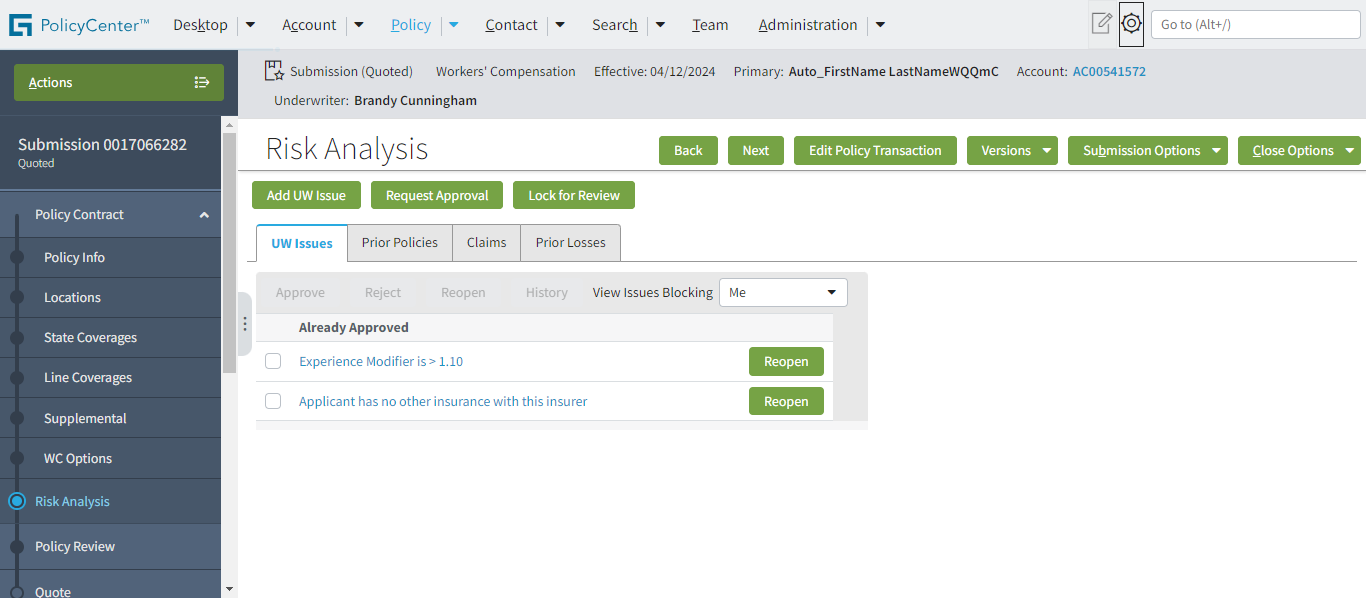 PolicyCenter™ Desktop Account Policy Contact Search Team Administration Go to (Alt+/)
Actions
Submission (Quoted) Workers' Compensation Effective: 04/12/2024 Primary: Auto_FirstName LastNameWQQmC Account: AC00541572
Underwriter: Brandy Cunningham
Submission 0017066282
Quoted
Policy Contract
Policy Info
Locations
State Coverages
Line Coverages
Supplemental
WC Options
Risk Analysis
Policy Review
Quote
Risk Analysis
Back Next Edit Policy Transaction Versions Submission Options Close Options
Add UW Issue Request Approval Lock for Review
UW Issues Prior Policies Claims Prior Losses
Approve Reject Reopen History View Issues Blocking Me
Already Approved
Experience Modifier is > 1.10 Reopen
Applicant has no other insurance with this insurer Reopen